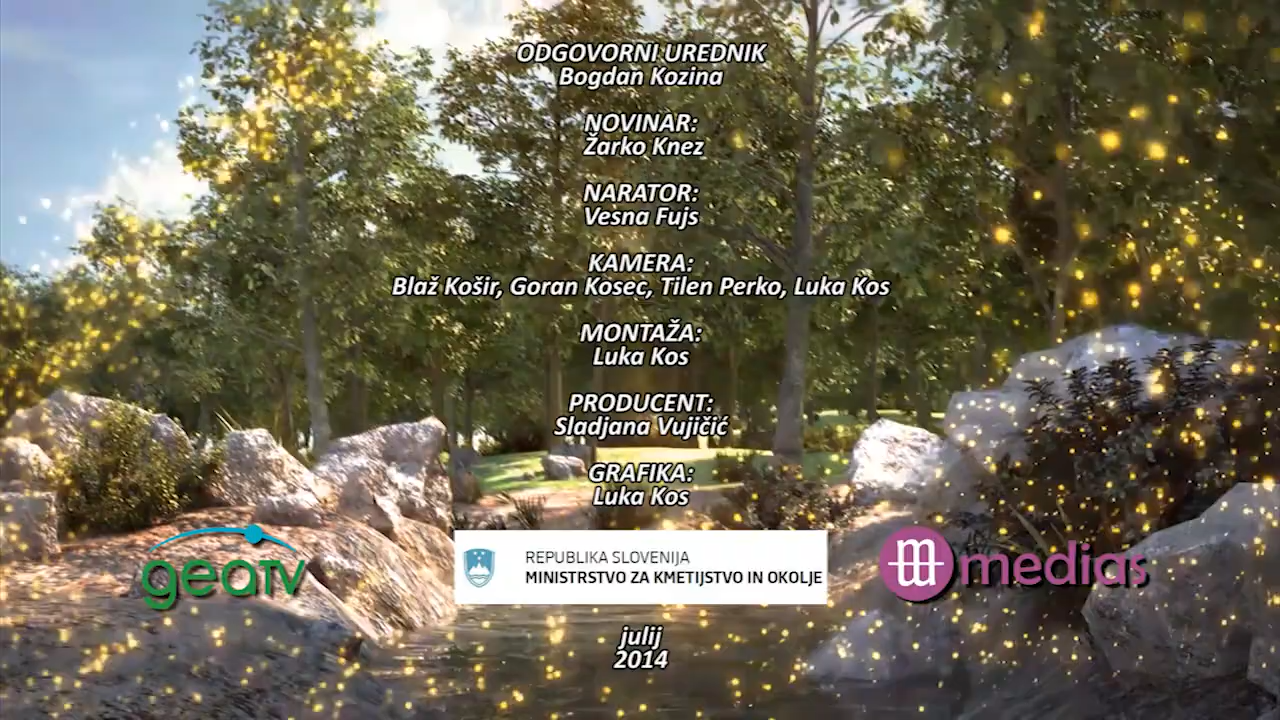 ODGOVORNI UREDNIK
Bogdan Kozina
NOVINAR:
Žarko Knez
NARATOR:
Vesna Fujs
KAMERA:
Blaž Košir, Goran Kosec, Tilen Perko, Luka Kos
MONTAŽA:
Luka Kos
PRODUCENT:
Sladjana Vujičić
GRAFIKA:
Luka Kos
geaTV
REPUBLIKA SLOVENIJA
MINISTRSTVO ZA KMETIJSTVO IN OKOLJE
medias
julij
2014